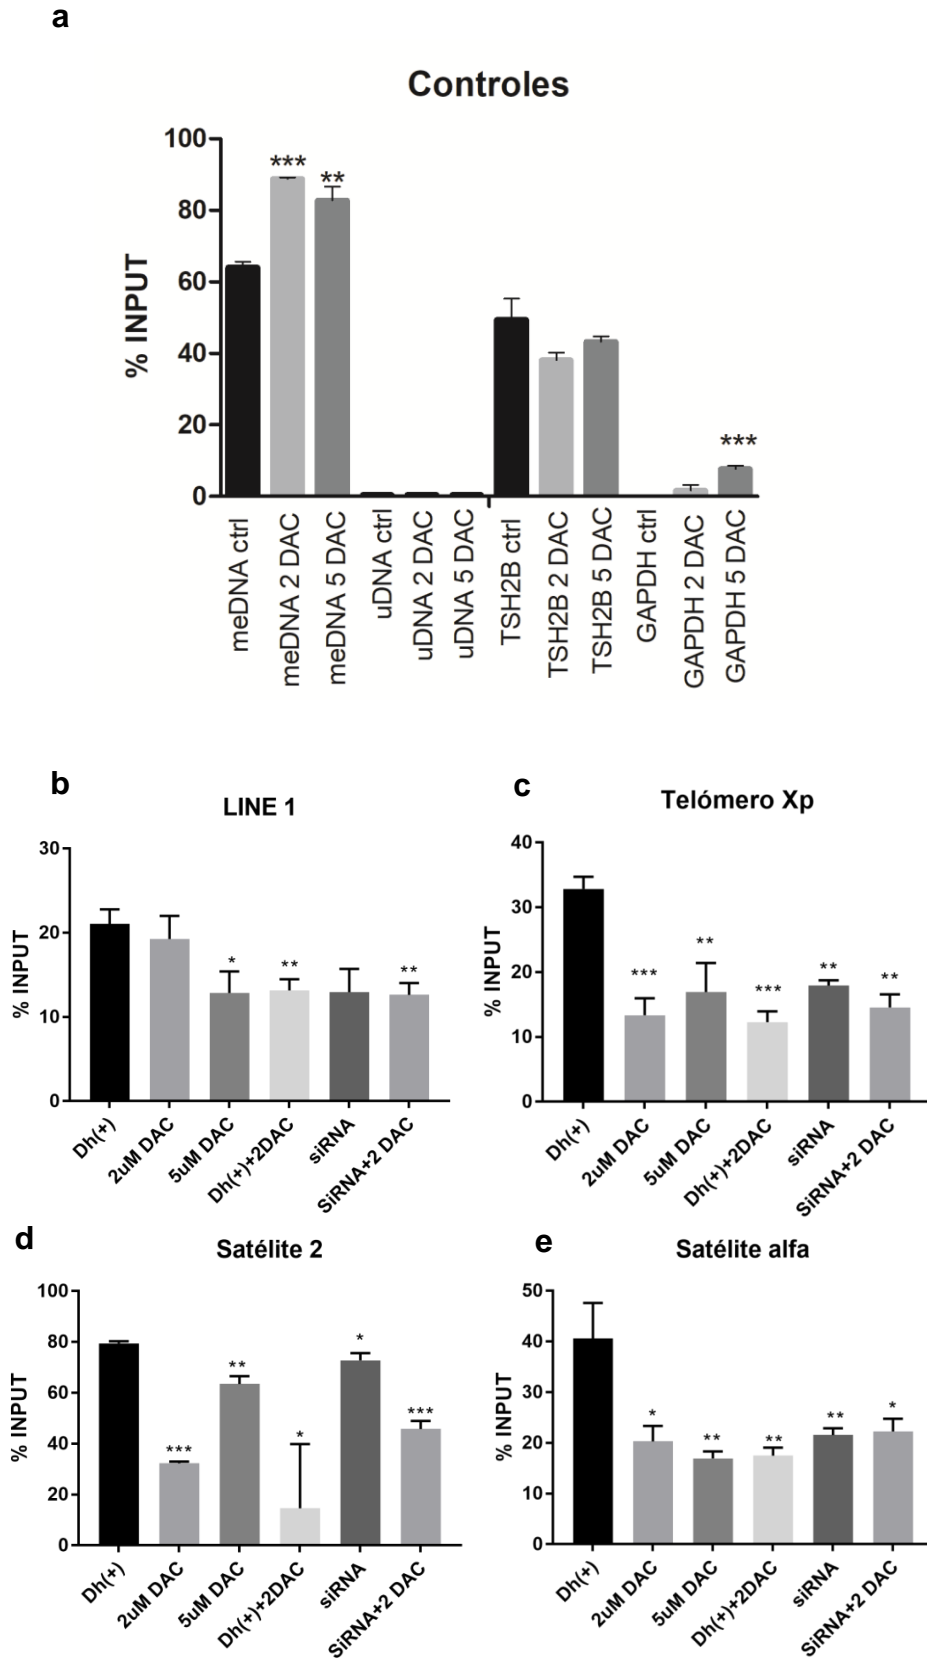 a
Controles
% INPUT
100
80
60
40
20
0
***
**
***
meDNA ctrl
meDNA 2 DAC
meDNA 5 DAC
uDNA ctrl
uDNA 2 DAC
uDNA 5 DAC
TSH2B ctrl
TSH2B 2 DAC
TSH2B 5 DAC
GAPDH ctrl
GAPDH 2 DAC
GAPDH 5 DAC
b
LINE 1
% INPUT
30
20
10
0
*
**
**
Dh(+)
2uM DAC
5uM DAC
Dh(+)+2DAC
siRNA
SiRNA+2 DAC
c
Telómero Xp
% INPUT
40
30
20
10
0
***
**
***
**
**
Dh(+)
2uM DAC
5uM DAC
Dh(+)+2DAC
siRNA
SiRNA+2 DAC
d
Satélite 2
% INPUT
100
80
60
40
20
0
***
**
*
*
***
Dh(+)
2uM DAC
5uM DAC
Dh(+)+2DAC
siRNA
SiRNA+2 DAC
e
Satélite alfa
% INPUT
50
40
30
20
10
0
*
**
**
**
*
Dh(+)
2uM DAC
5uM DAC
Dh(+)+2DAC
siRNA
SiRNA+2 DAC